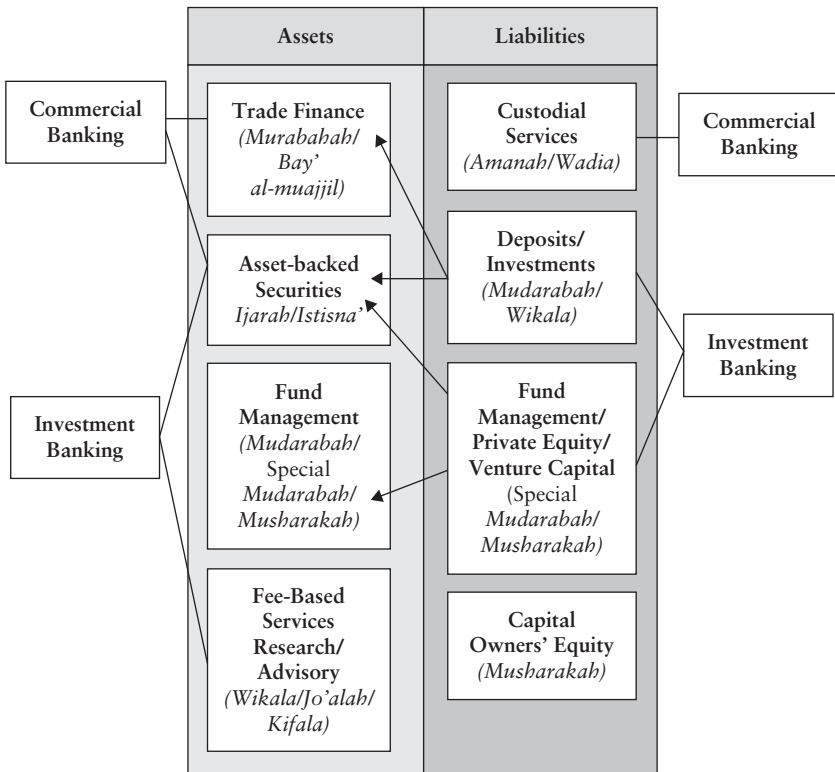 Assets
Liabilities
Commercial
Banking
Trade Finance
(Murabahah/
Bay’
al-muajjil)
Custodial
Services
(Amanah/Wadia)
Commercial
Banking
Asset-backed
Securities
Ijarah/Istisna’
Deposits/
Investments
(Mudarabah/
Wikala)
Investment
Banking
Investment
Banking
Fund
Management
(Mudarabah/
Special
Mudarabah/
Musharakah)
Fund
Management/
Private Equity/
Venture Capital
(Special
Mudarabah/
Musharakah)
Fee-Based
Services
Research/
Advisory
(Wikala/Jo’alah/
Kifala)
Capital
Owners’ Equity
(Musharakah)